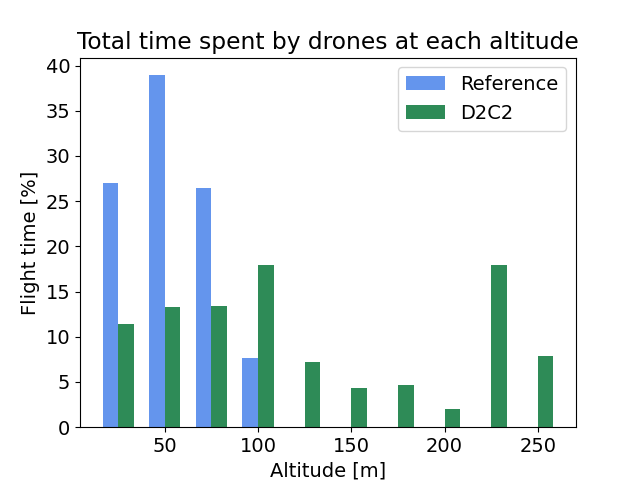 Total time spent by drones at each altitude
Reference
D2C2
Flight time [%]
40
35
30
25
20
15
10
5
0
50 100 150 200 250
Altitude [m]